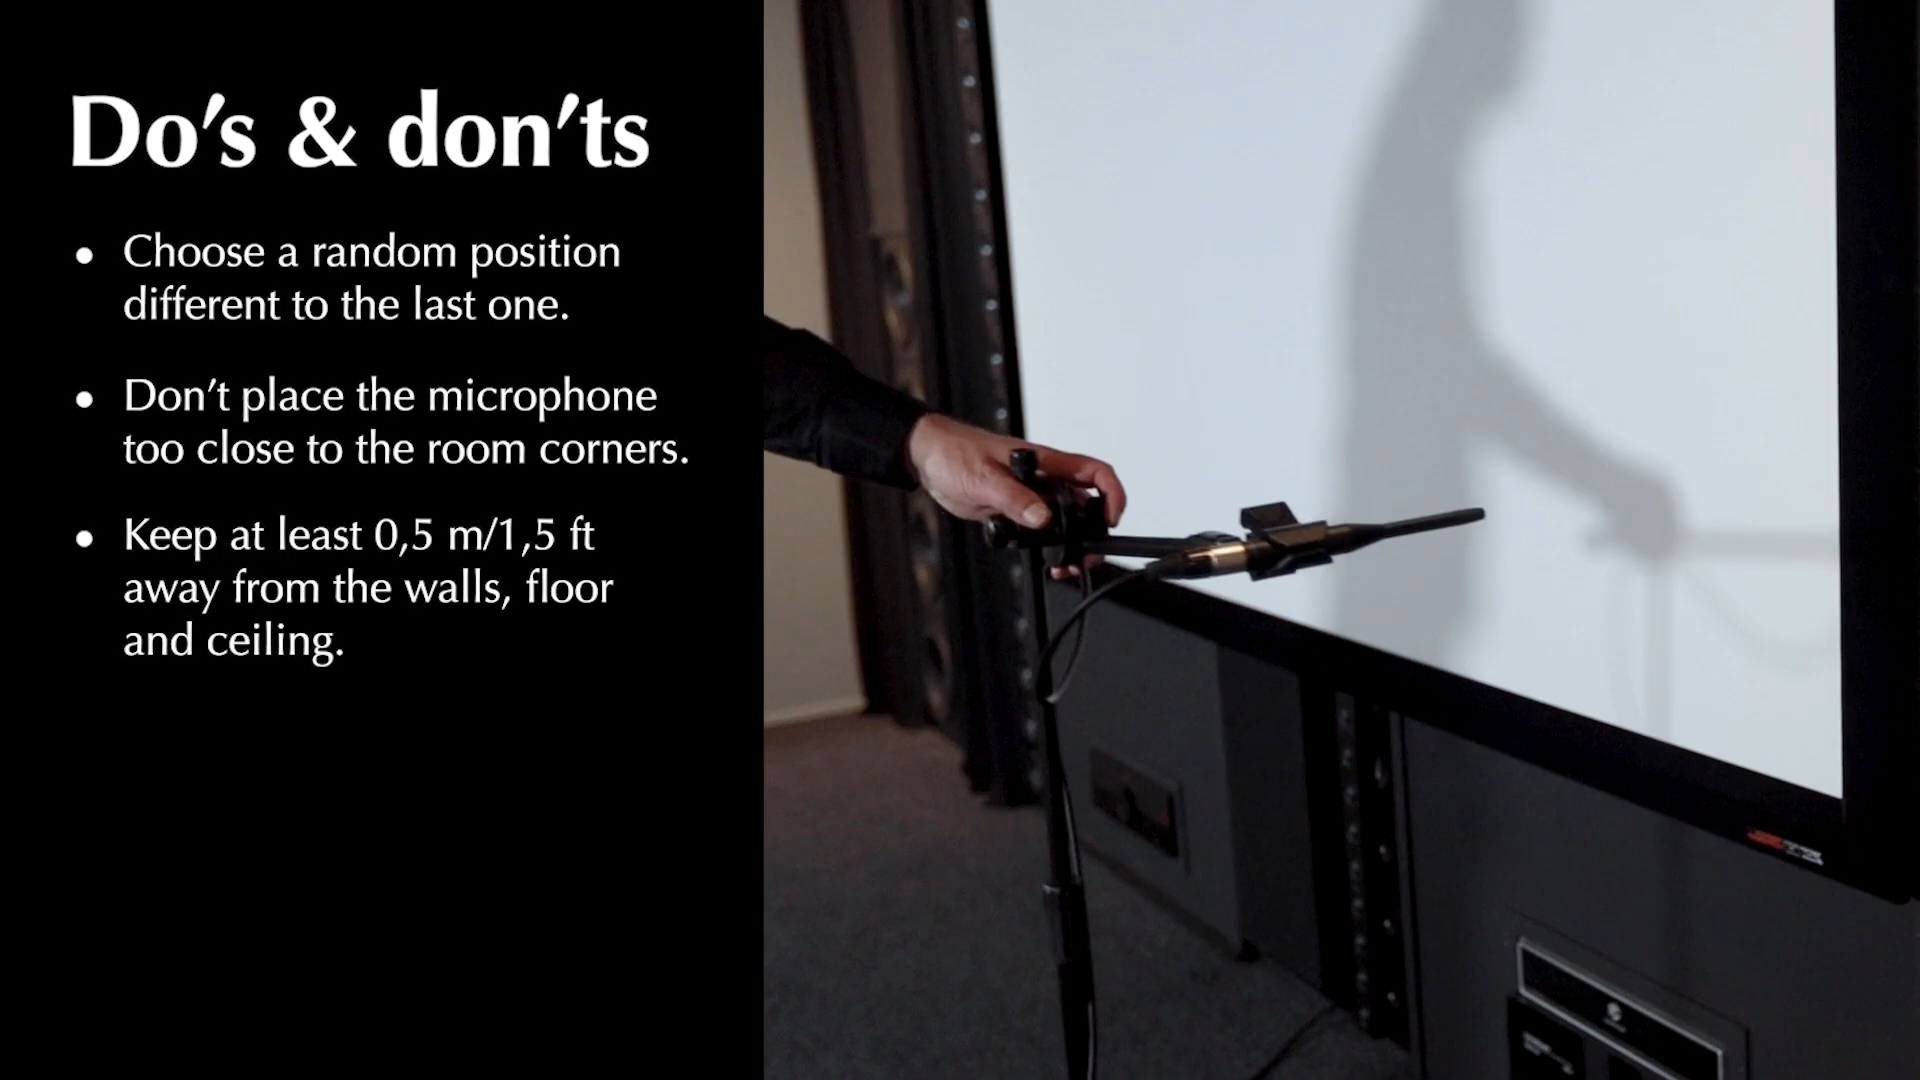 Do’s & don’ts
• Choose a random position
different to the last one.
• Don’t place the microphone
too close to the room corners.
• Keep at least 0,5 m/1,5 ft
away from the walls, floor
and ceiling.